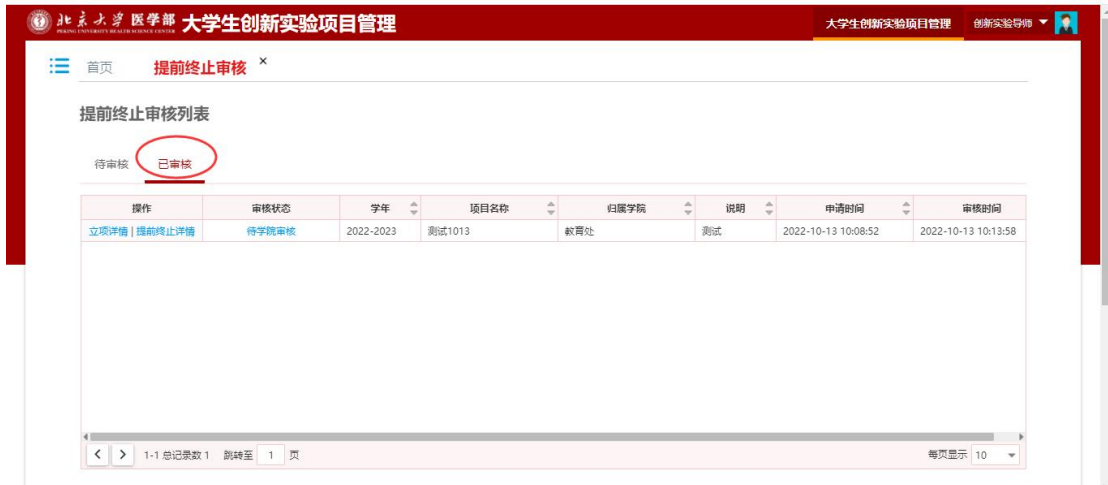 北京大学 医学部 大学生创新实验项目管理 大学生创新实验项目管理 创新实验导师
PEKING UNIVERSITY HEALTH SCIENCE CENTER
首页 提前终止审核 ×
提前终止审核列表
待审核 已审核
操作 审核状态 学年 项目名称 归属学院 说明 申请时间 审核时间
立项详情 | 提前终止详情 待学院审核 2022-2023 测试1013 教育处 测试 2022-10-13 10:08:52 2022-10-13 10:13:58
< > 1-1 总记录数 1 跳转至 1 页 每页显示 10